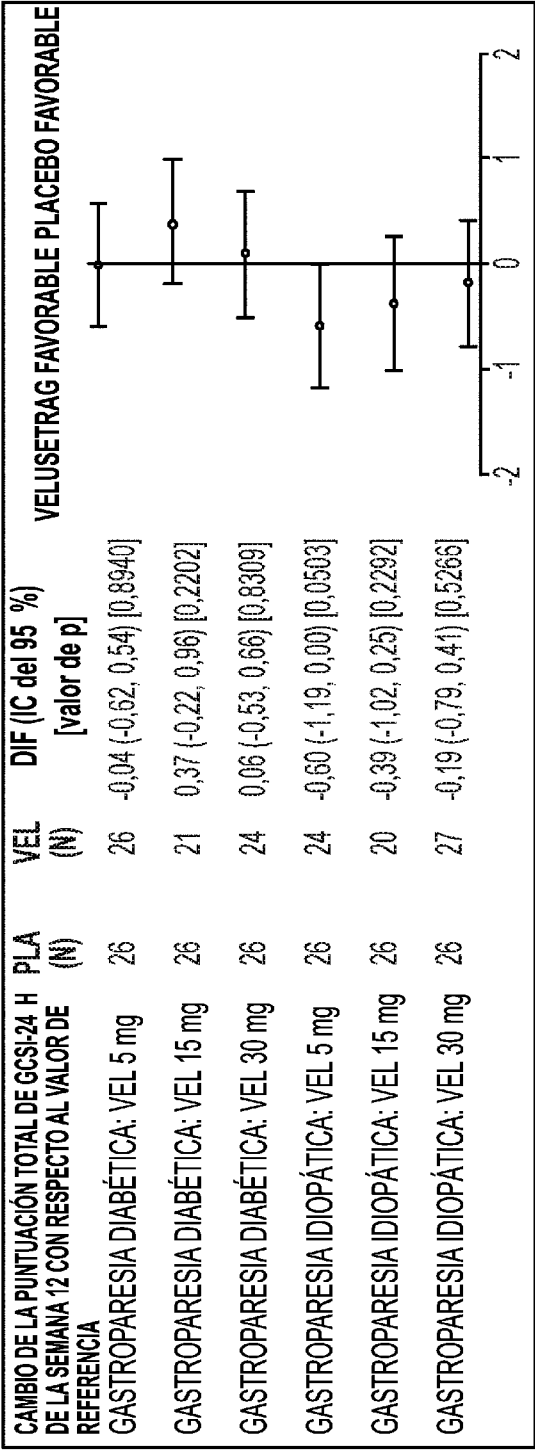 CAMBIO DE LA PUNTUACIÓN TOTAL DE GCSI-24 H
DE LA SEMANA 12 CON RESPECTO AL VALOR DE
REFERENCIA
PLA
(N)
VEL
(N)
DIF (IC del 95 %)
[valor de p]
VELUSETRAG FAVORABLE PLACEBO FAVORABLE
GASTROPARESIA DIABÉTICA: VEL 5 mg 26 26 -0,04 (-0,62, 0,54) [0,8940]
GASTROPARESIA DIABÉTICA: VEL 15 mg 26 21 0,37 (-0,22, 0,96) [0,2202]
GASTROPARESIA DIABÉTICA: VEL 30 mg 26 24 0,06 (-0,53, 0,66) [0,8309]
GASTROPARESIA IDIOPÁTICA: VEL 5 mg 26 24 -0,60 (-1,19, 0,00) [0,0503]
GASTROPARESIA IDIOPÁTICA: VEL 15 mg 26 20 -0,39 (-1,02, 0,25) [0,2292]
GASTROPARESIA IDIOPÁTICA: VEL 30 mg 26 27 -0,19 (-0,79, 0,41) [0,5266]
-2 -1 0 1 2